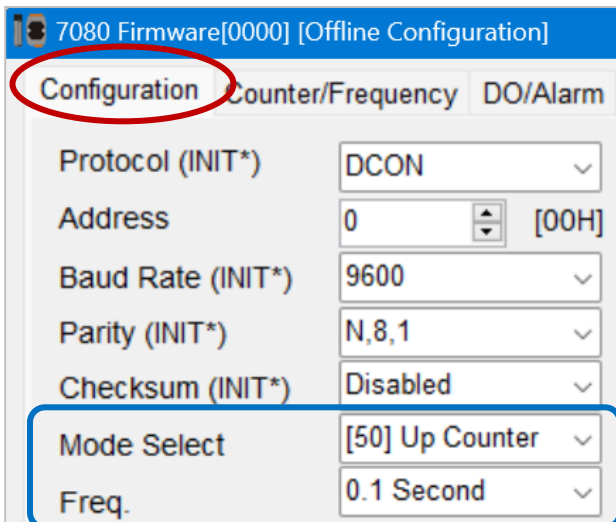 7080 Firmware[0000] [Offline Configuration]
Configuration Counter/Frequency DO/Alarm
Protocol (INIT*) DCON
Address 0 [00H]
Baud Rate (INIT*) 9600
Parity (INIT*) N,8,1
Checksum (INIT*) Disabled
Mode Select [50] Up Counter
Freq. 0.1 Second